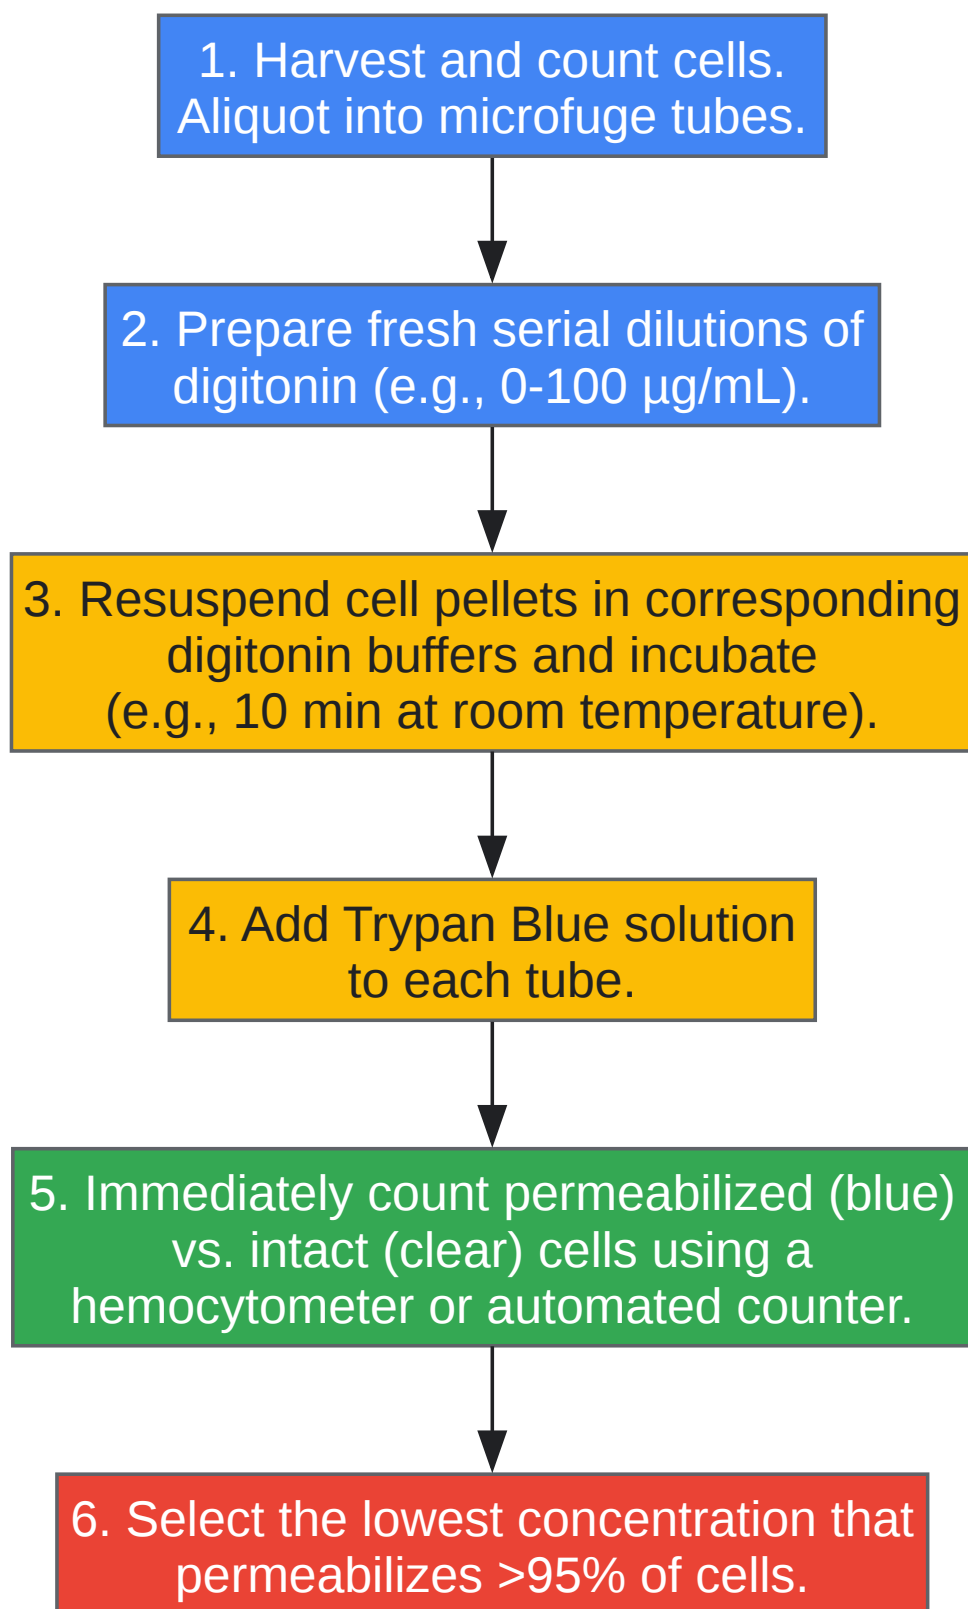 1. Harvest and count cells.
Aliquot into microfuge tubes.
2. Prepare fresh serial dilutions of
digitonin (e.g., 0-100 µg/mL).
3. Resuspend cell pellets in corresponding
digitonin buffers and incubate
(e.g., 10 min at room temperature).
4. Add Trypan Blue solution
to each tube.
5. Immediately count permeabilized (blue)
vs. intact (clear) cells using a
hemocytometer or automated counter.
6. Select the lowest concentration that
permeabilizes >95% of cells.